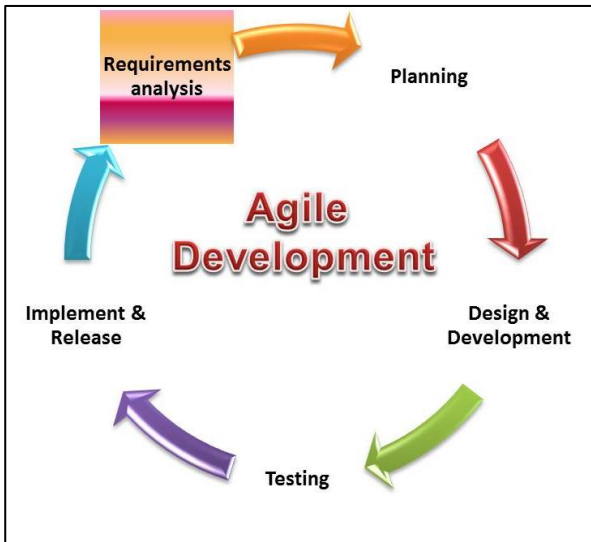 Requirements
analysis
Planning
Agile
Development
Implement &
Release
Design &
Development
Testing